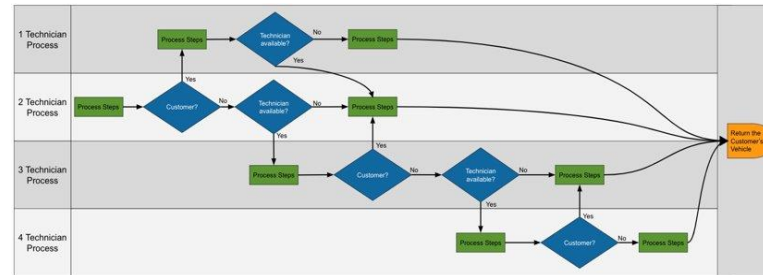 1 Technician
Process
Process Steps
Technician
available?
No
Process Steps
Yes
Yes
2 Technician
Process
Process Steps
Customer?
No
Technician
available?
No
Process Steps
Return the
Customer's
Vehicle
Yes
Yes
3 Technician
Process
Process Steps
Customer?
No
Technician
available?
No
Process Steps
Yes
Yes
4 Technician
Process
Process Steps
Customer?
No
Process Steps